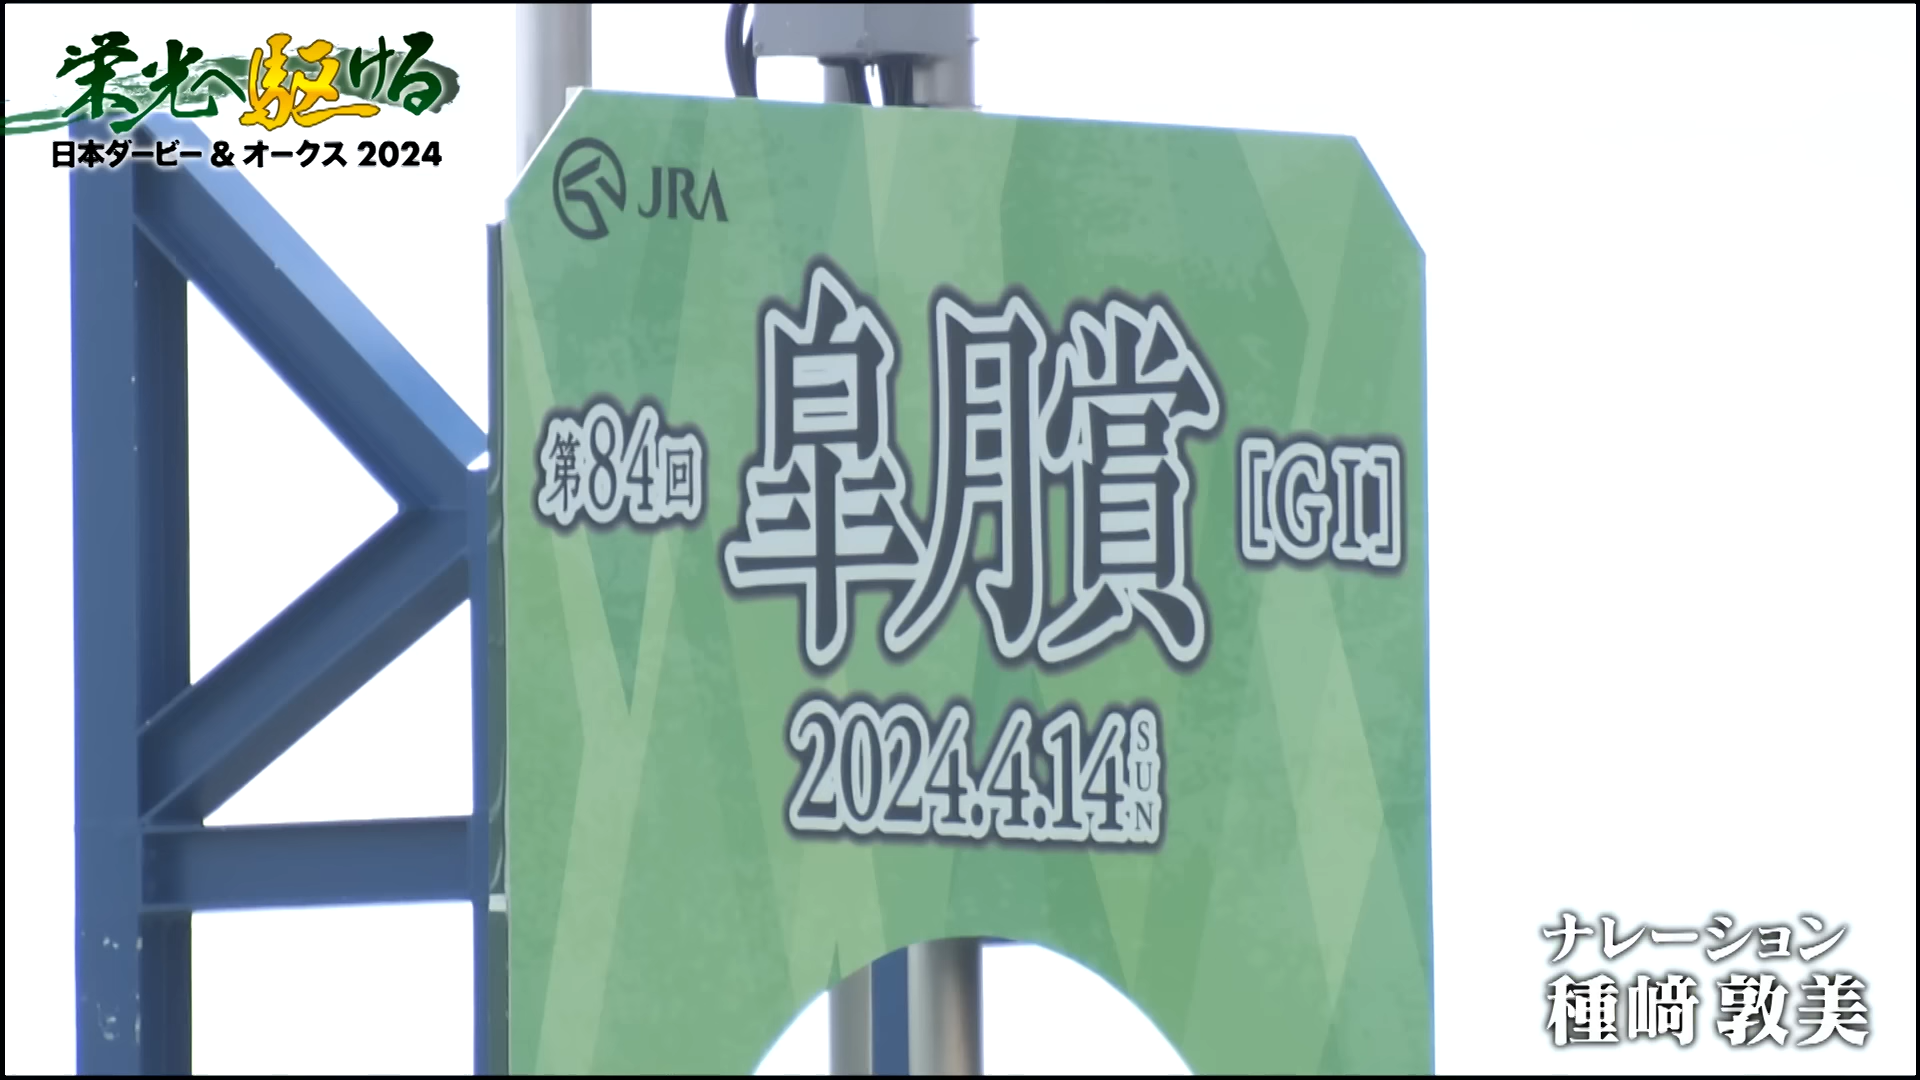 栄光へ駆ける
日本ダービー & オークス 2024
JRA
第84回 皐月賞 [GI]
2024.4.14 SUN
ナレーション
種﨑 敦美